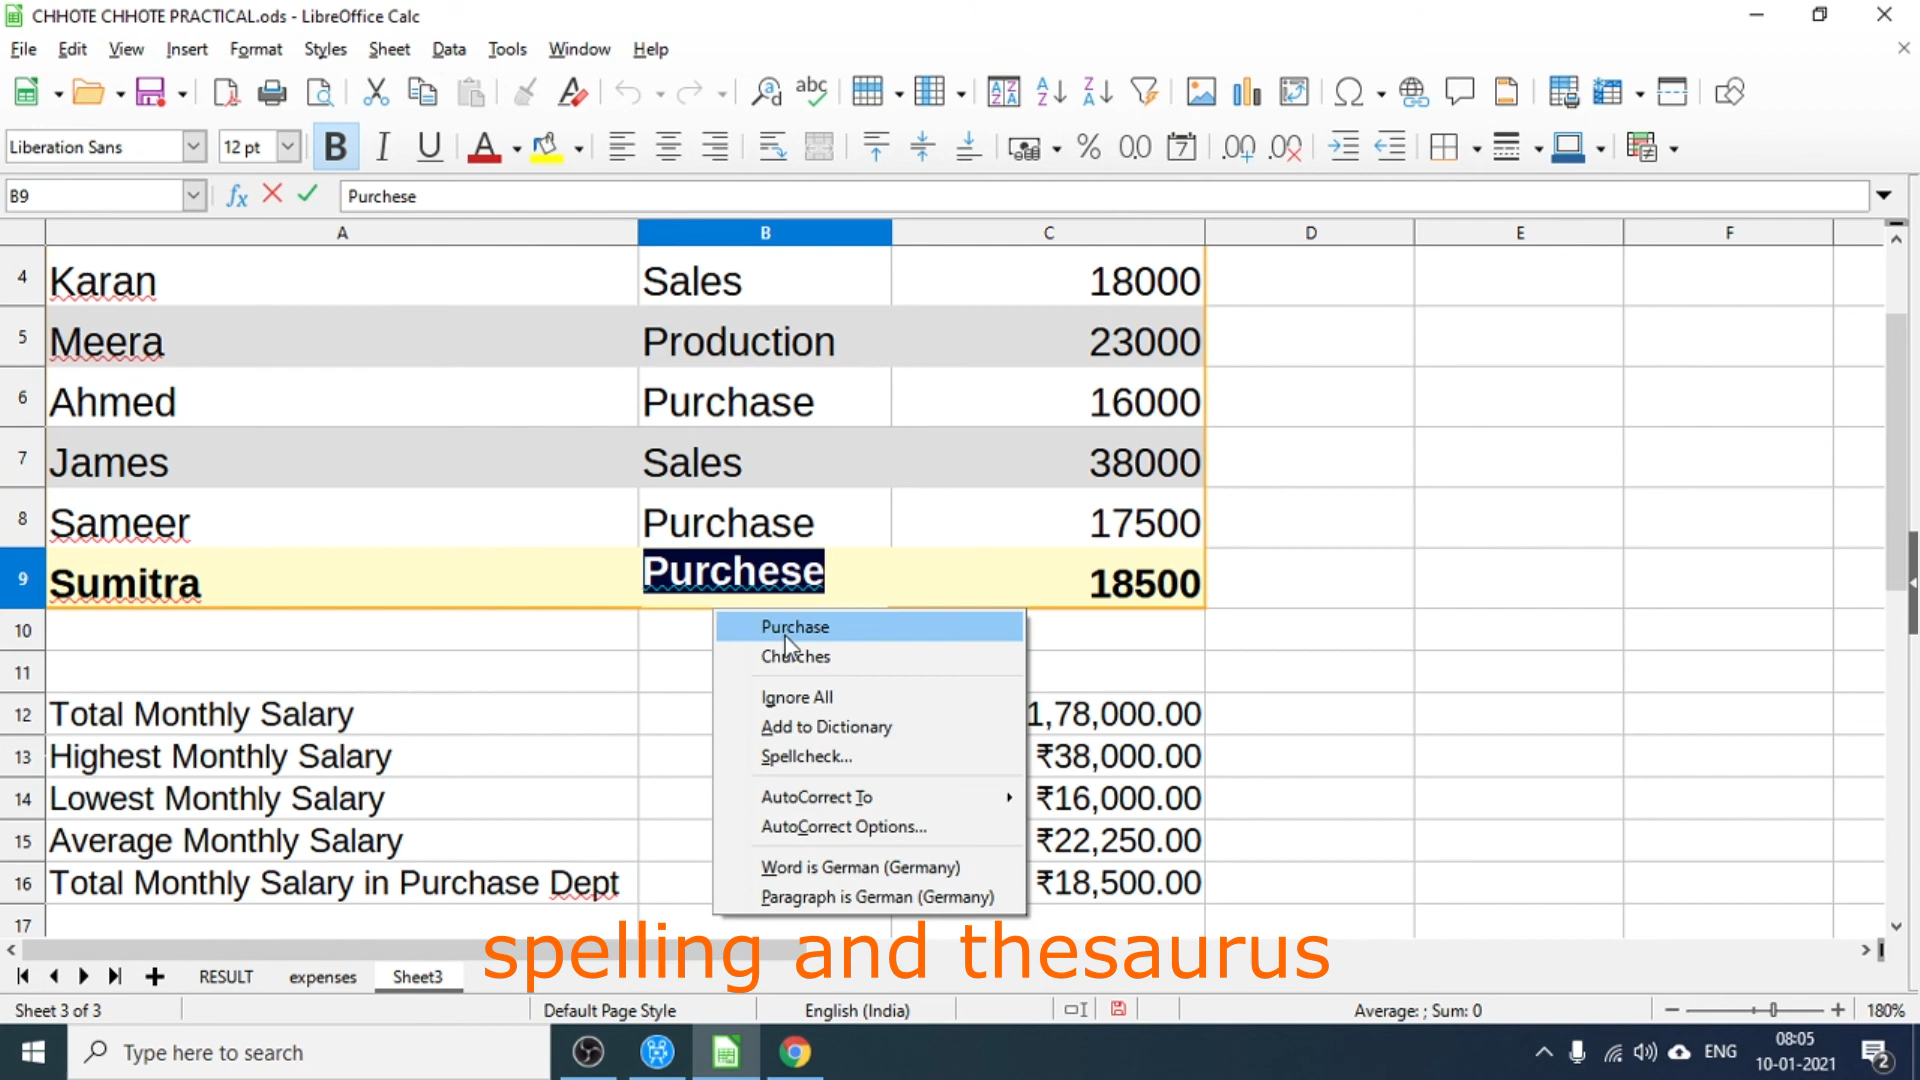 CHHOTE CHHOTE PRACTICAL.ods - LibreOffice Calc
File Edit View Insert Format Styles Sheet Data Tools Window Help
Liberation Sans 12 pt
B9 Purchese
A B C D E F
4 Karan Sales 18000
5 Meera Production 23000
6 Ahmed Purchase 16000
7 James Sales 38000
8 Sameer Purchase 17500
9 Sumitra Purchese 18500
10
11
12 Total Monthly Salary 1,78,000.00
13 Highest Monthly Salary ₹38,000.00
14 Lowest Monthly Salary ₹16,000.00
15 Average Monthly Salary ₹22,250.00
16 Total Monthly Salary in Purchase Dept ₹18,500.00
17
Purchase
Churches
Ignore All
Add to Dictionary
Spellcheck...
AutoCorrect To
AutoCorrect Options...
Word is German (Germany)
Paragraph is German (Germany)
spelling and thesaurus
RESULT expenses Sheet3
Sheet 3 of 3 Default Page Style English (India) Average: ; Sum: 0 180%
Type here to search ENG 08:05
10-01-2021 2